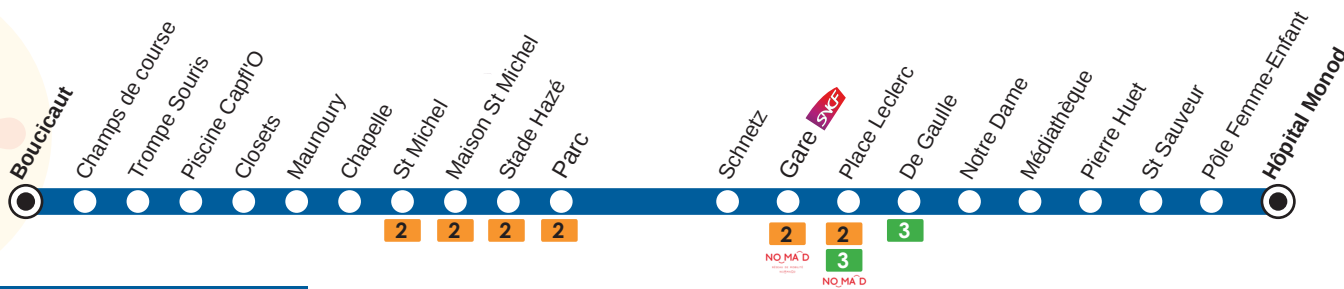 Boucicaut
Champs de course
Trompe Souris
Piscine Capfl'O
Closets
Maunoury
Chapelle
St Michel
Maison St Michel
Stade Hazé
Parc
Schnetz
Gare SNCF
Place Leclerc
De Gaulle
Notre Dame
Médiathèque
Pierre Huet
St Sauveur
Pôle Femme-Enfant
Hôpital Monod
2 2 2 2 2 2 3
NOMAD 3
NOMAD